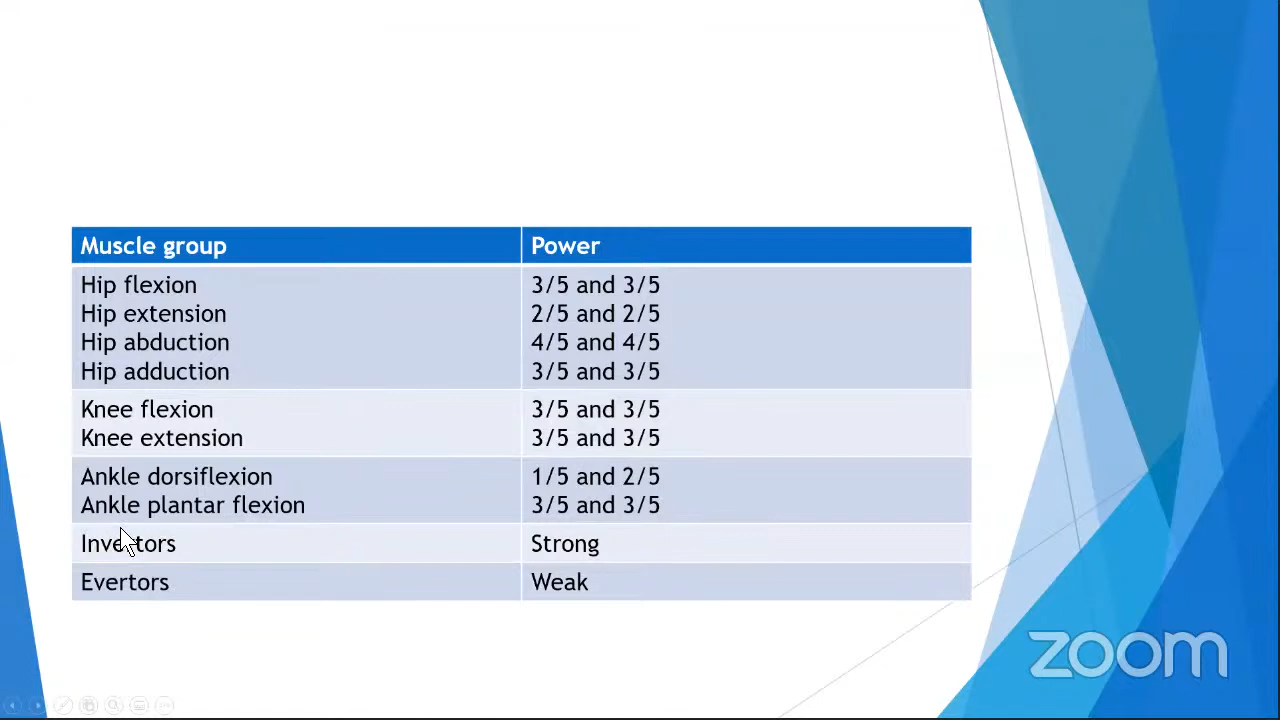 Muscle group Power
Hip flexion 3/5 and 3/5
Hip extension 2/5 and 2/5
Hip abduction 4/5 and 4/5
Hip adduction 3/5 and 3/5
Knee flexion 3/5 and 3/5
Knee extension 3/5 and 3/5
Ankle dorsiflexion 1/5 and 2/5
Ankle plantar flexion 3/5 and 3/5
Invertors Strong
Evertors Weak
zoom